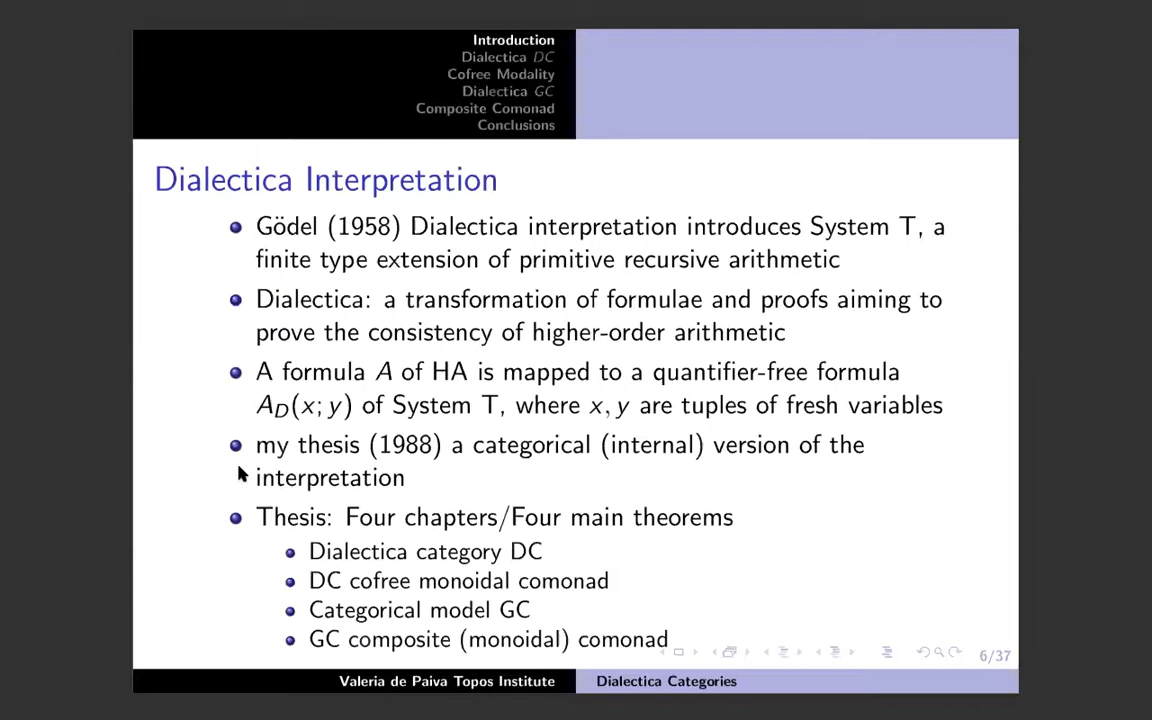 Introduction
Dialectica DC
Cofree Modality
Dialectica GC
Composite Comonad
Conclusions
Dialectica Interpretation
Gödel (1958) Dialectica interpretation introduces System T, a
finite type extension of primitive recursive arithmetic
Dialectica: a transformation of formulae and proofs aiming to
prove the consistency of higher-order arithmetic
A formula A of HA is mapped to a quantifier-free formula
A_D(x; y) of System T, where x, y are tuples of fresh variables
my thesis (1988) a categorical (internal) version of the
interpretation
Thesis: Four chapters/Four main theorems
Dialectica category DC
DC cofree monoidal comonad
Categorical model GC
GC composite (monoidal) comonad
6/37
Valeria de Paiva Topos Institute
Dialectica Categories